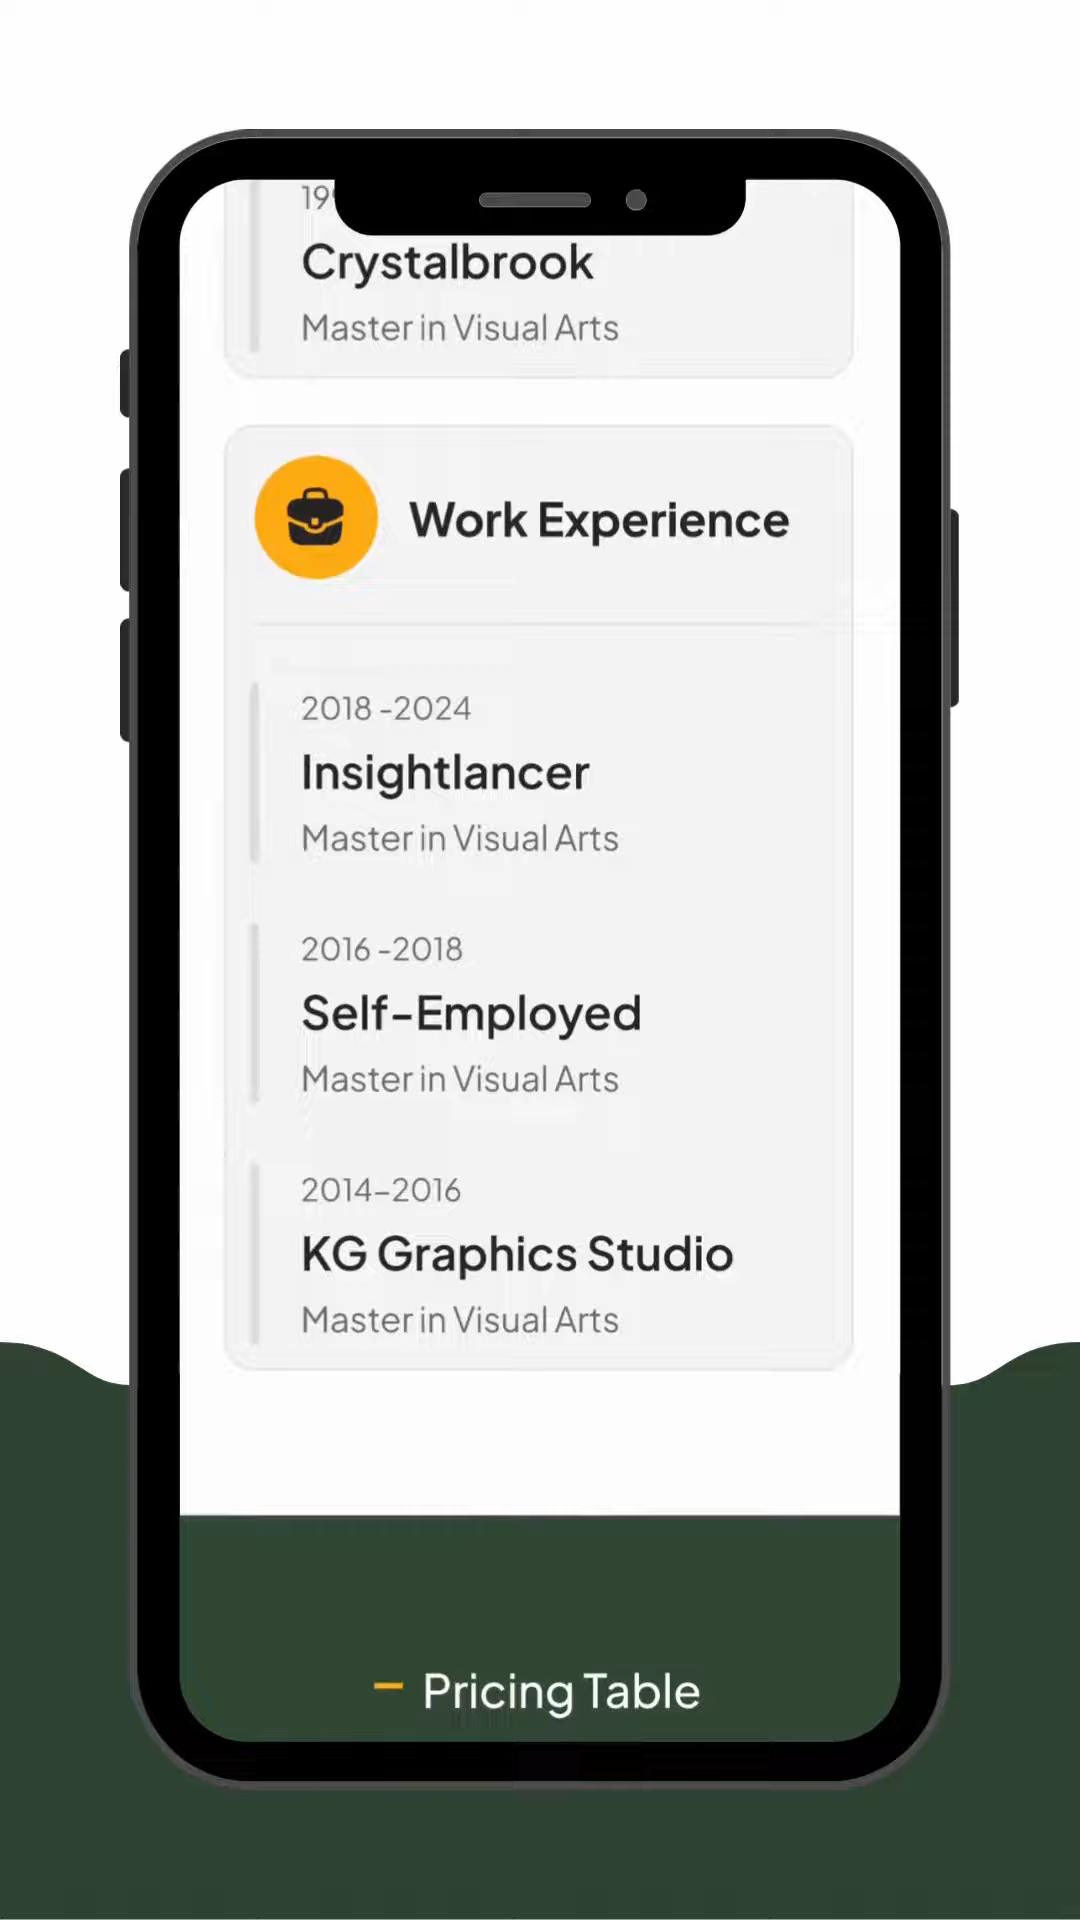 Crystalbrook
Master in Visual Arts
Work Experience
2018 -2024
Insightlancer
Master in Visual Arts
2016 -2018
Self-Employed
Master in Visual Arts
2014–2016
KG Graphics Studio
Master in Visual Arts
Pricing Table